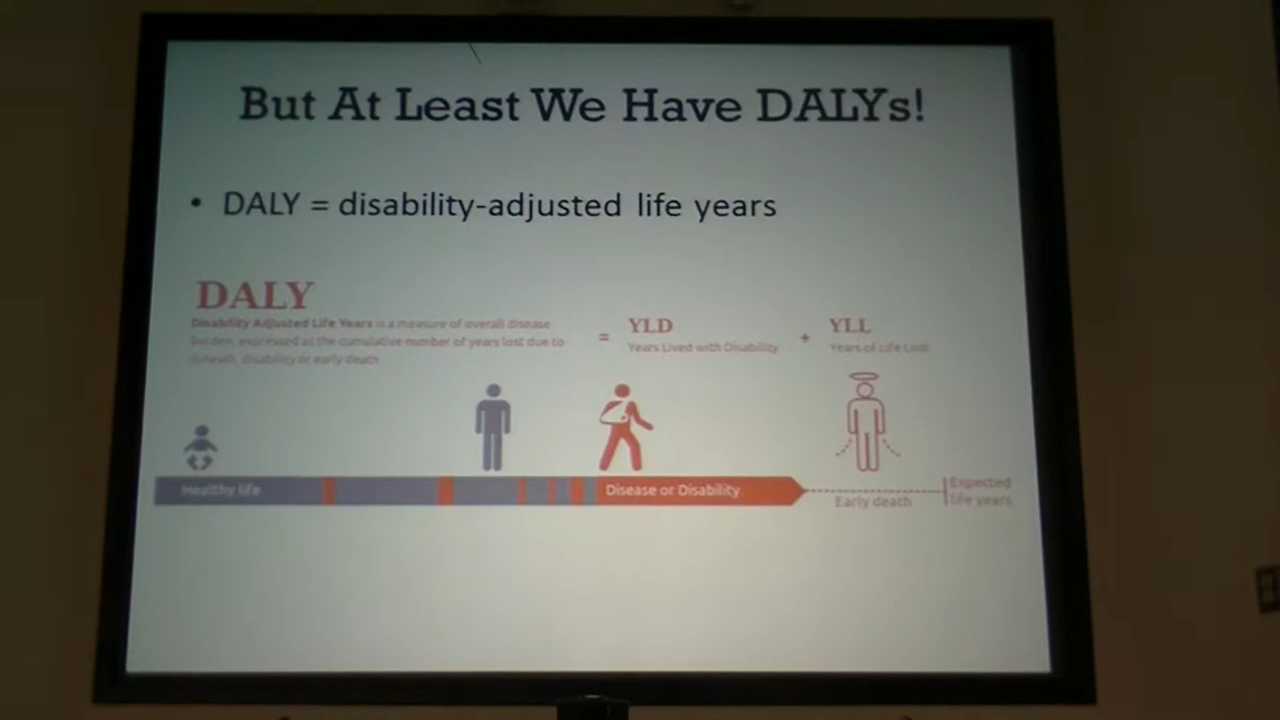 But At Least We Have DALYs!
• DALY = disability-adjusted life years
DALY
Disability Adjusted Life Years is a measure of overall disease
burden, expressed as the cumulative number of years lost due to
ill-health, disability or early death
=
YLD
Years Lived with Disability
+
YLL
Years of Life Lost
Healthy life
Disease or Disability
Early death
Expected
life years